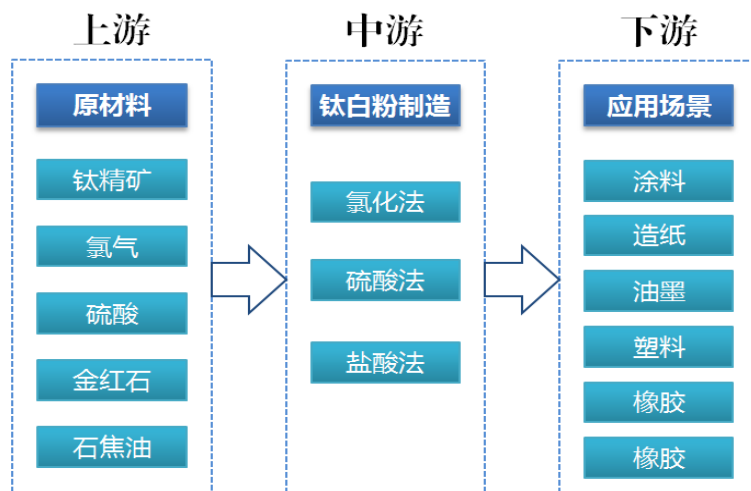 上游
原材料
钛精矿
氯气
硫酸
金红石
石焦油
中游
钛白粉制造
氯化法
硫酸法
盐酸法
下游
应用场景
涂料
造纸
油墨
塑料
橡胶
橡胶